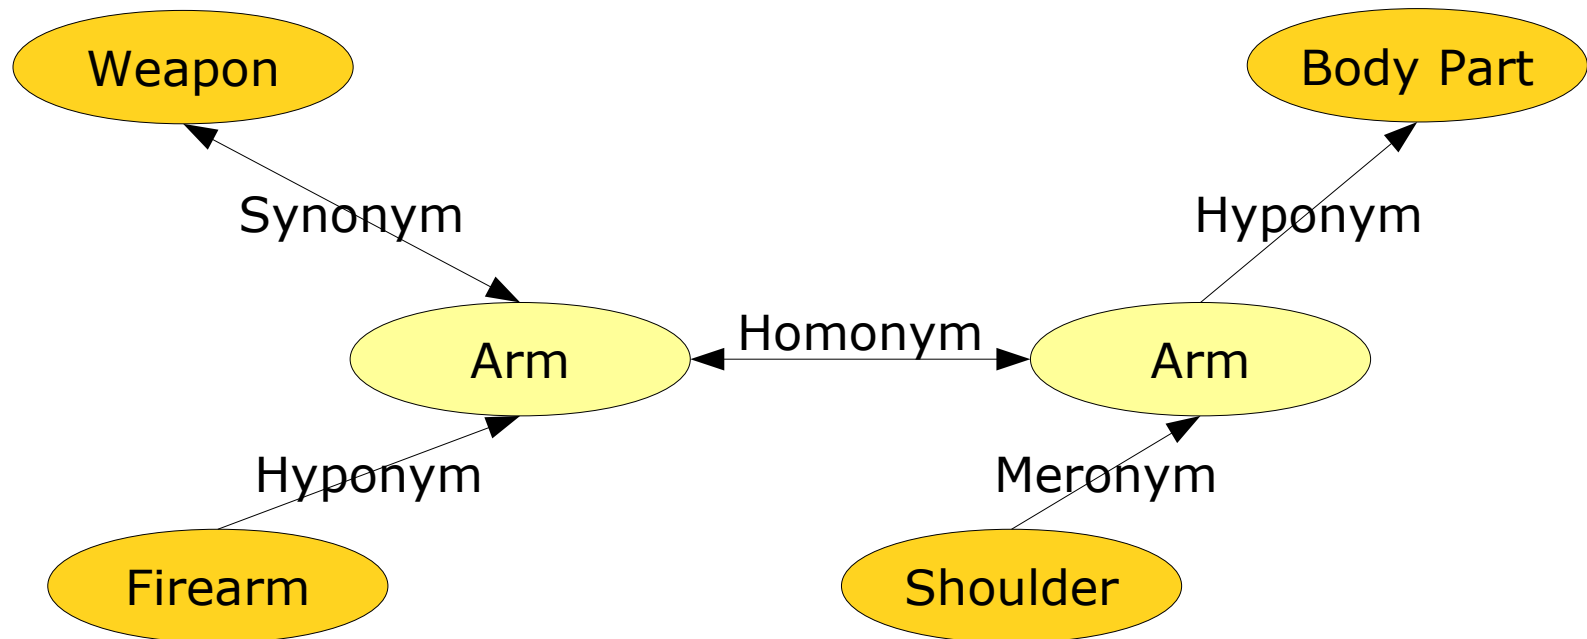 Weapon
Body Part
Synonym
Hyponym
Arm
Homonym
Arm
Hyponym
Meronym
Firearm
Shoulder